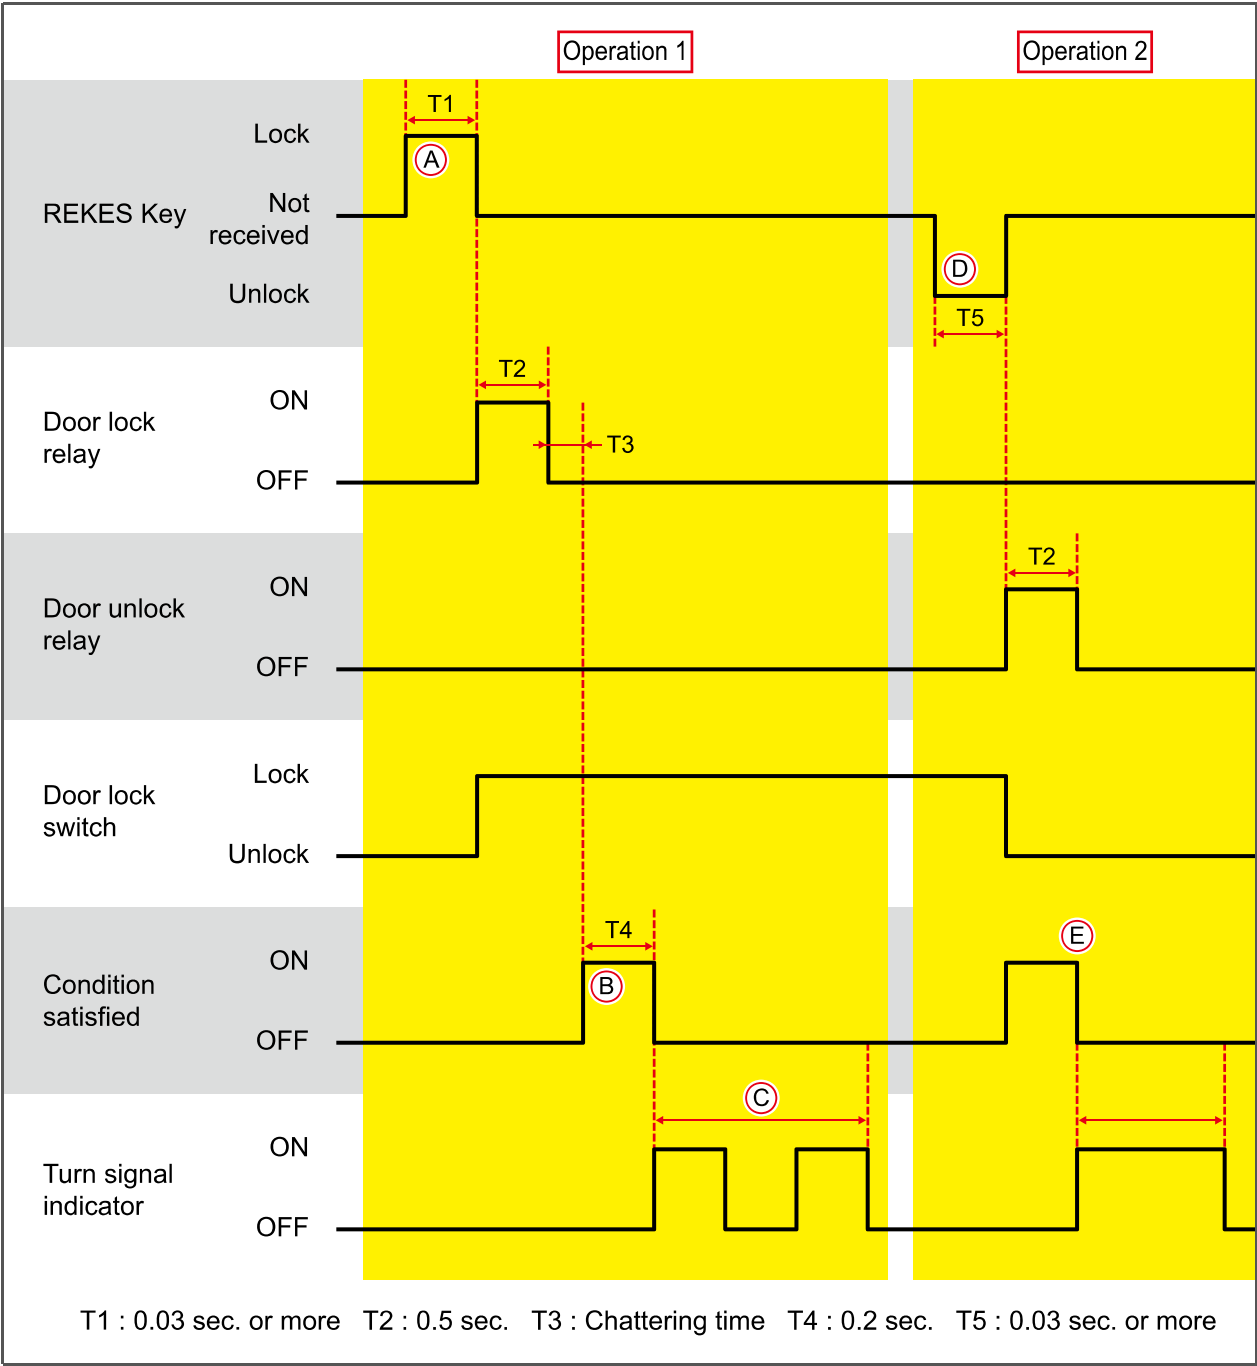 Operation 1
Operation 2
T1
Lock
A
REKES Key
Not
received
D
Unlock
T5
T2
ON
Door lock
relay
T3
OFF
T2
ON
Door unlock
relay
OFF
Lock
Door lock
switch
Unlock
T4
E
ON
Condition
satisfied
B
OFF
C
ON
Turn signal
indicator
OFF
T1 : 0.03 sec. or more T2 : 0.5 sec. T3 : Chattering time T4 : 0.2 sec. T5 : 0.03 sec. or more